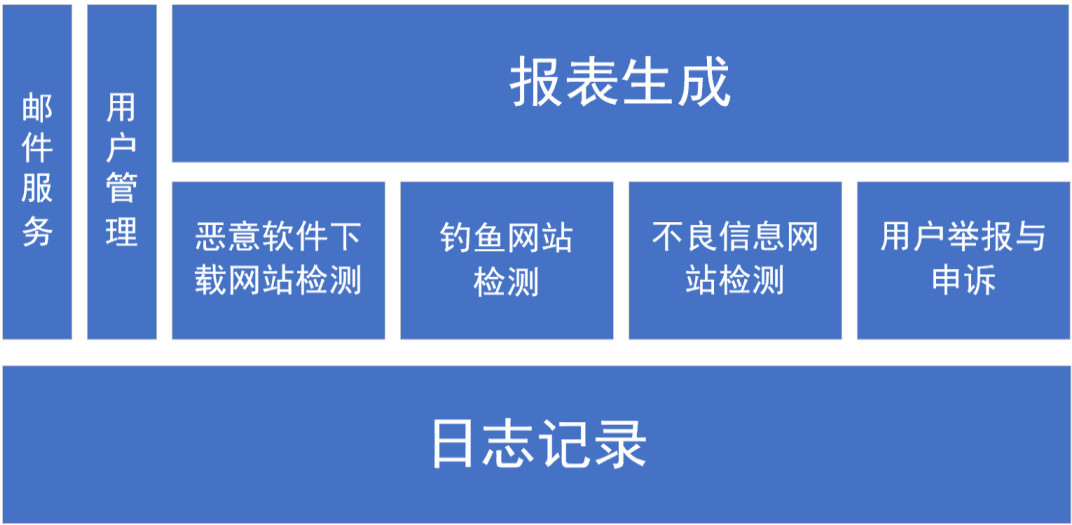 邮件服务
用户管理
报表生成
恶意软件下
载网站检测
钓鱼网站
检测
不良信息网
站检测
用户举报与
申诉
日志记录